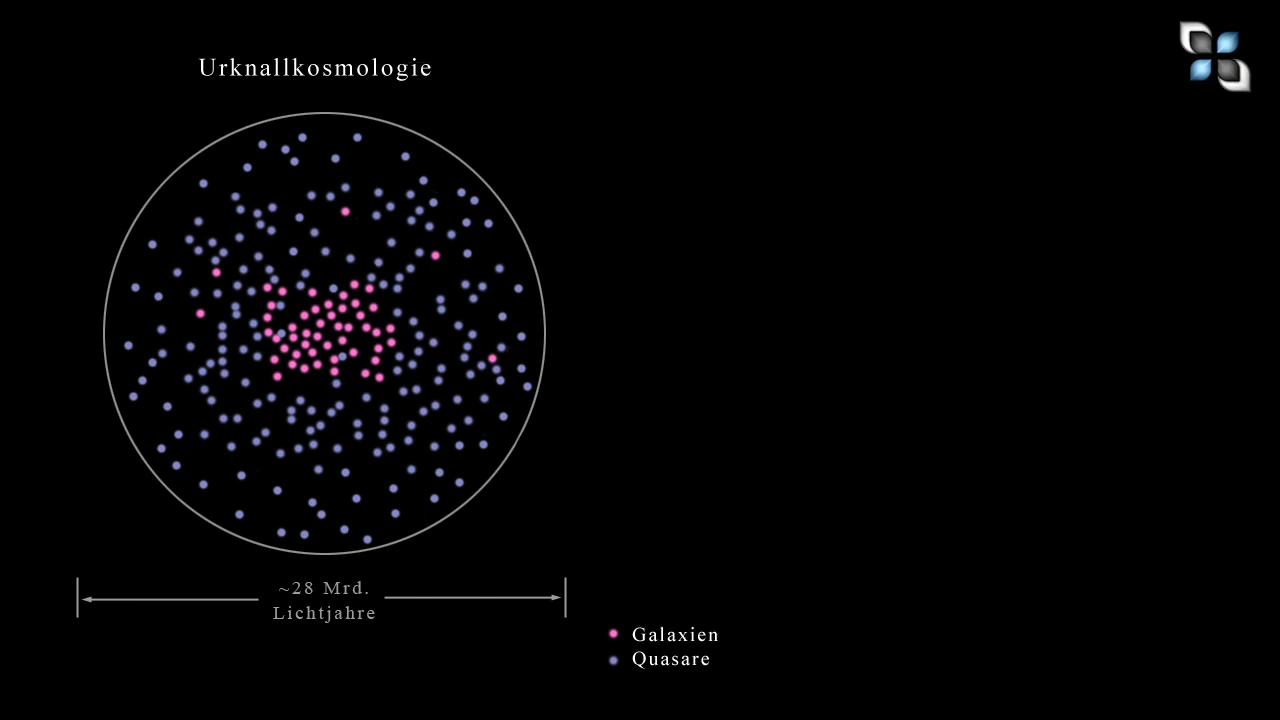 Urknallkosmologie
~28 Mrd.
Lichtjahre
Galaxien
Quasare